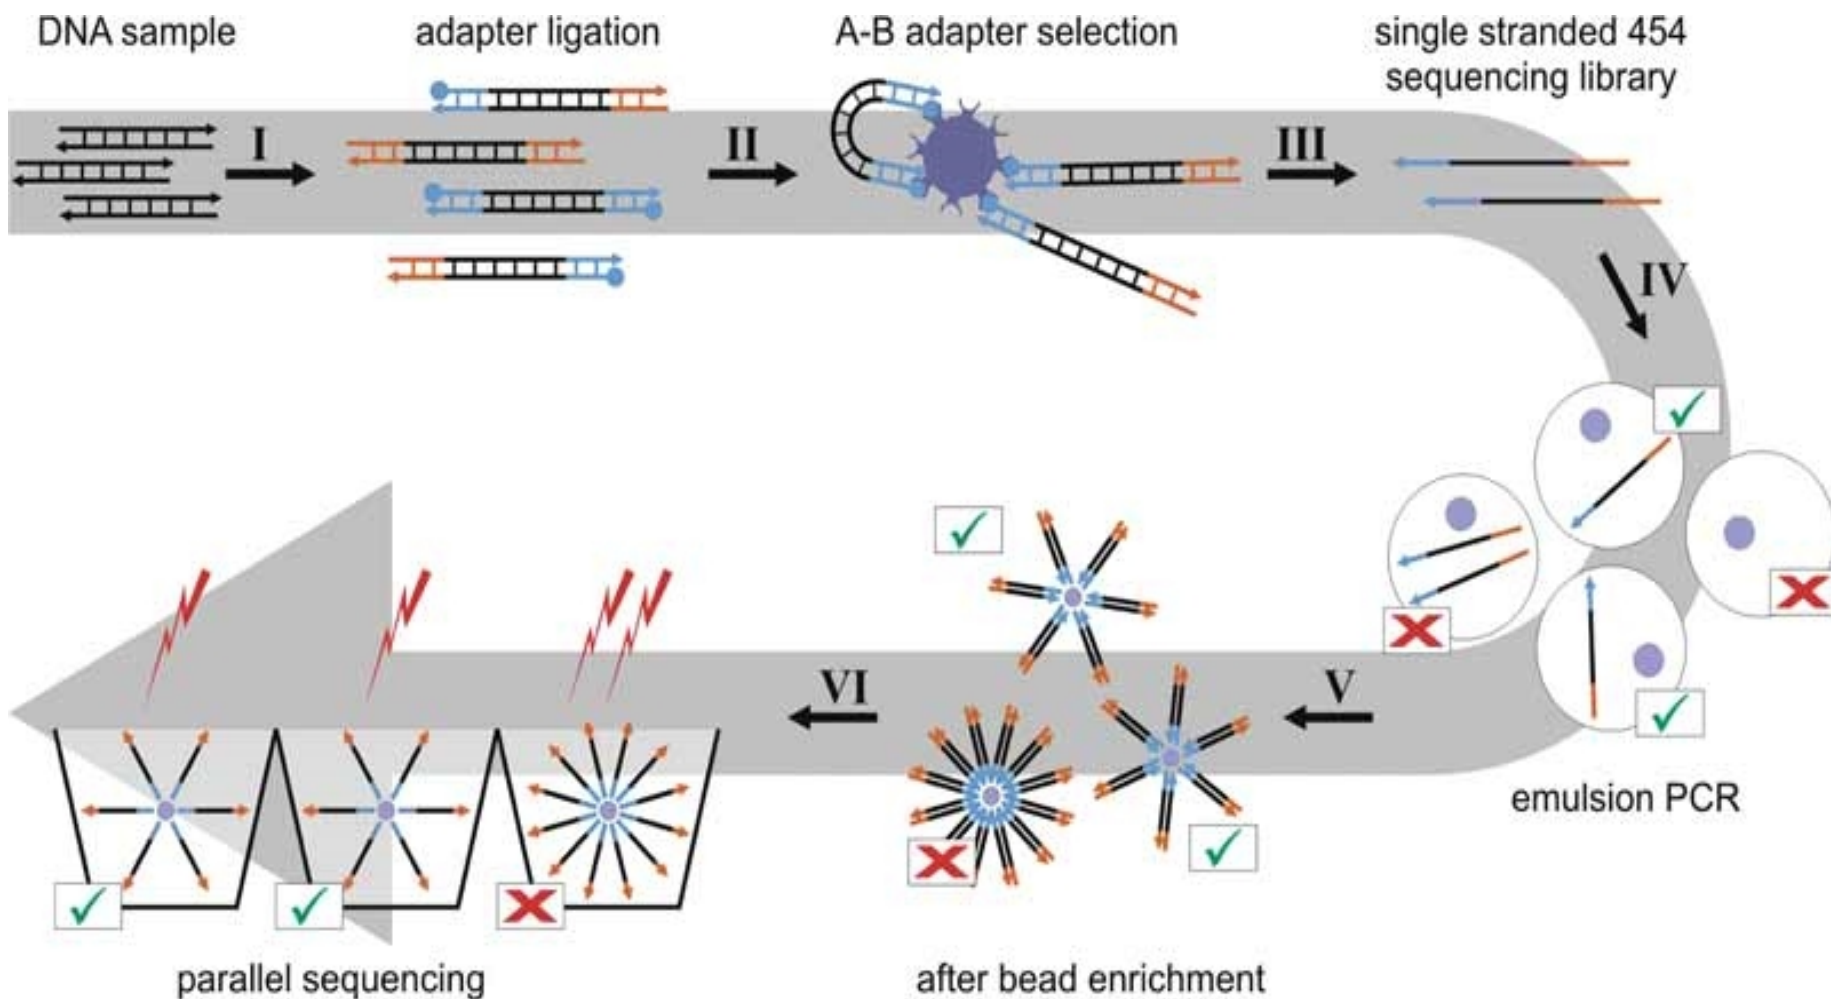 DNA sample
adapter ligation
A-B adapter selection
single stranded 454
sequencing library
I
II
III
IV
emulsion PCR
V
after bead enrichment
VI
parallel sequencing